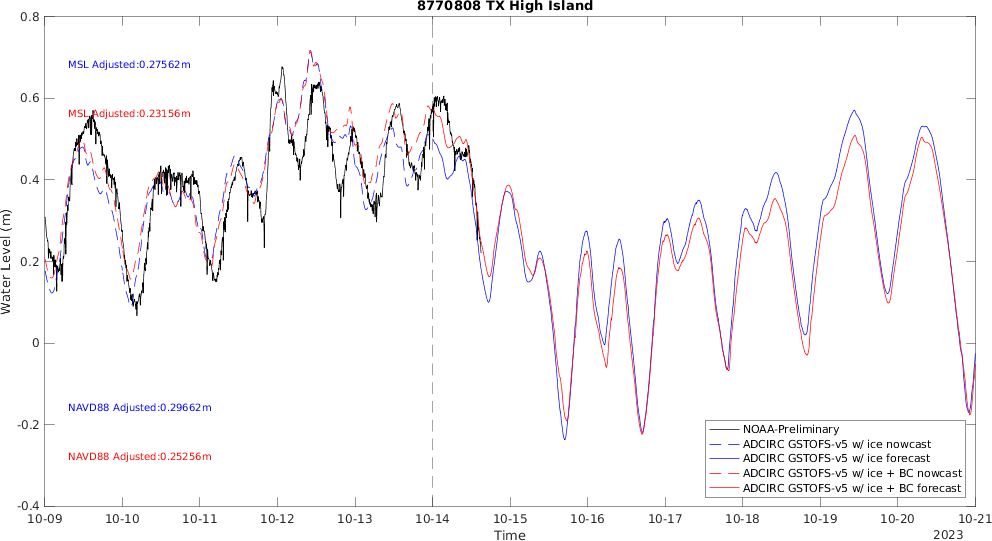 8770808 TX High Island
0.8
0.6
0.4
0.2
0
-0.2
-0.4
Water Level (m)
MSL Adjusted:0.27562m
MSL Adjusted:0.23156m
NAVD88 Adjusted:0.29662m
NAVD88 Adjusted:0.25256m
NOAA-Preliminary
ADCIRC GSTOFS-v5 w/ ice nowcast
ADCIRC GSTOFS-v5 w/ ice forecast
ADCIRC GSTOFS-v5 w/ ice + BC nowcast
ADCIRC GSTOFS-v5 w/ ice + BC forecast
10-09 10-10 10-11 10-12 10-13 10-14 10-15 10-16 10-17 10-18 10-19 10-20 10-21
Time
2023